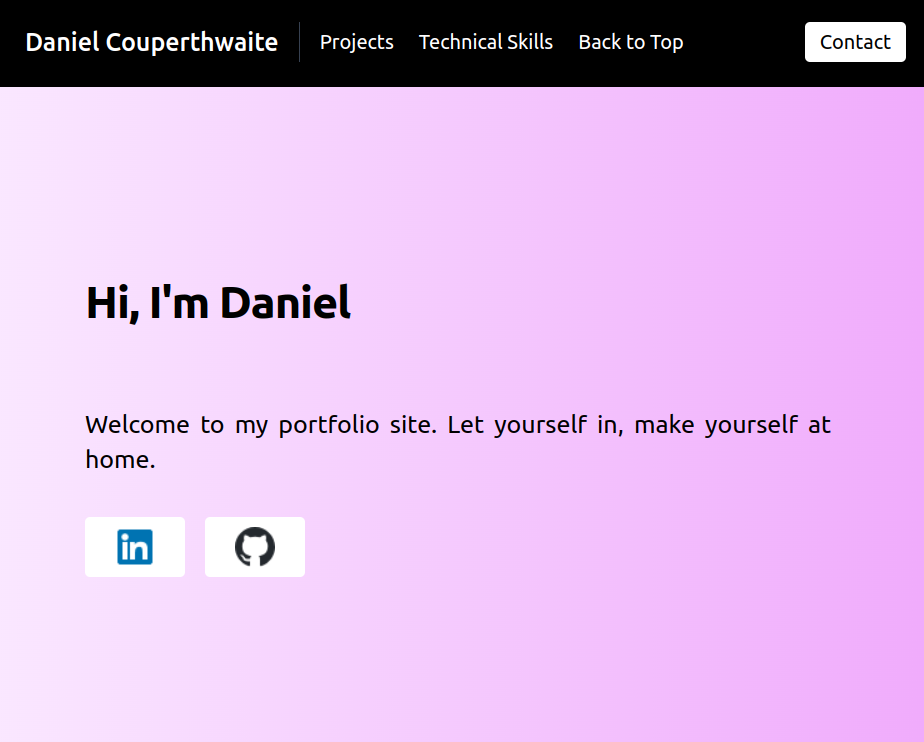 Daniel Couperthwaite
Projects
Technical Skills
Back to Top
Contact
Hi, I'm Daniel
Welcome to my portfolio site. Let yourself in, make yourself at
home.
in